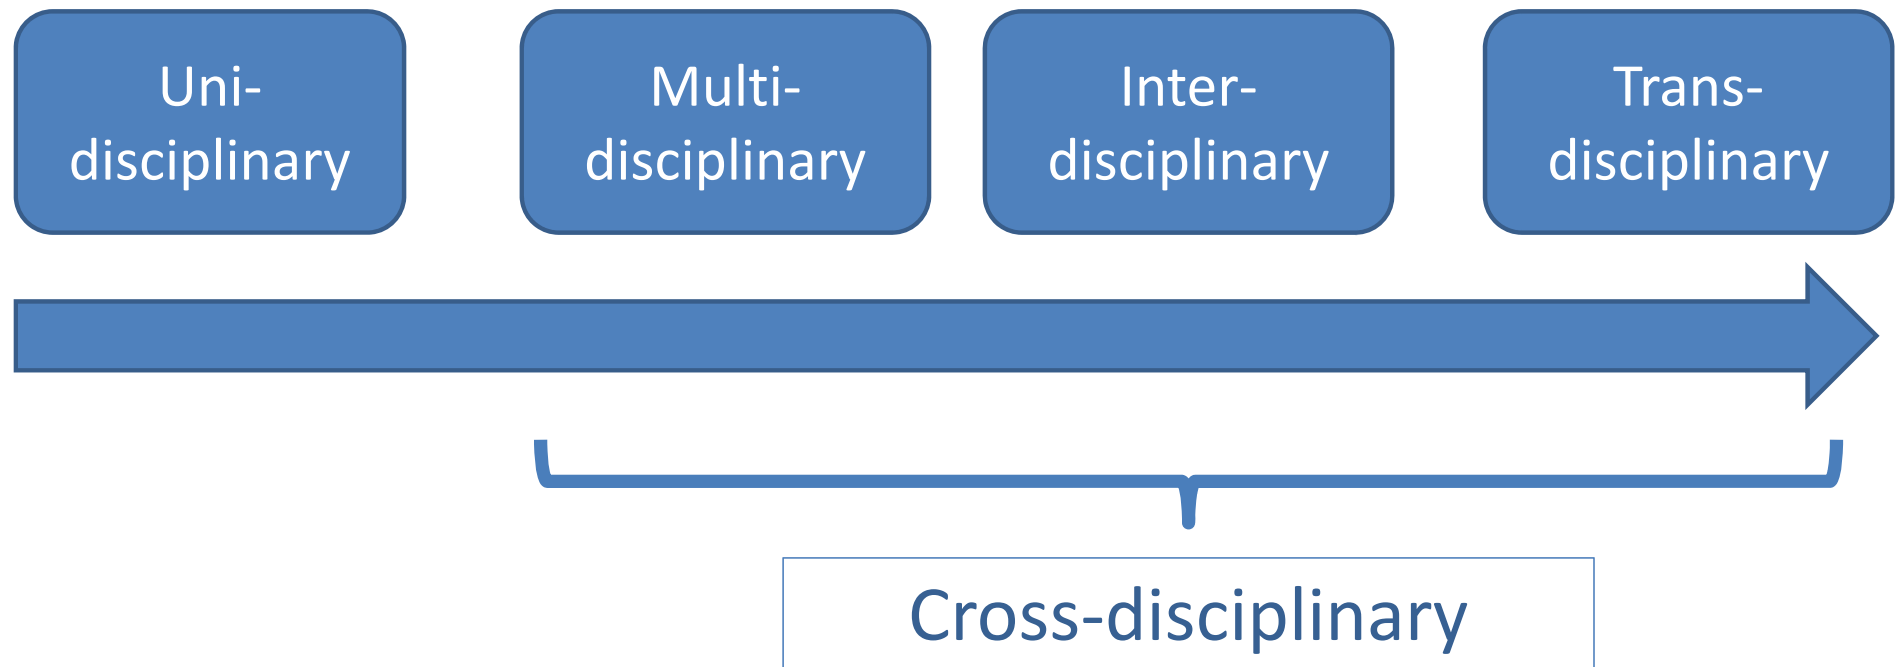 Uni-
disciplinary
Multi-
disciplinary
Inter-
disciplinary
Trans-
disciplinary
Cross-disciplinary